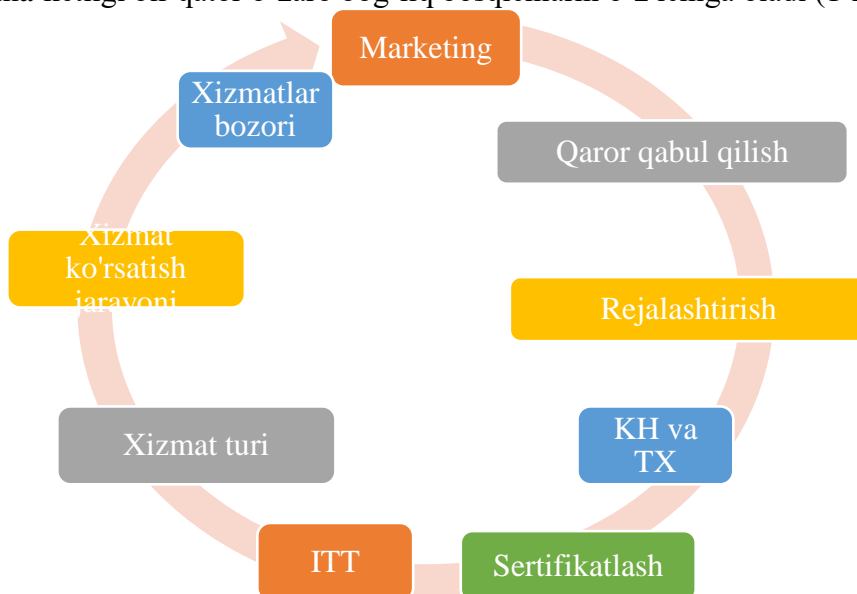 Marketing
Qaror qabul qilish
Rejalashtirish
KH va
TX
Sertifikatlash
ITT
Xizmat turi
Xizmat
ko'rsatish
jarayoni
Xizmatlar
bozori